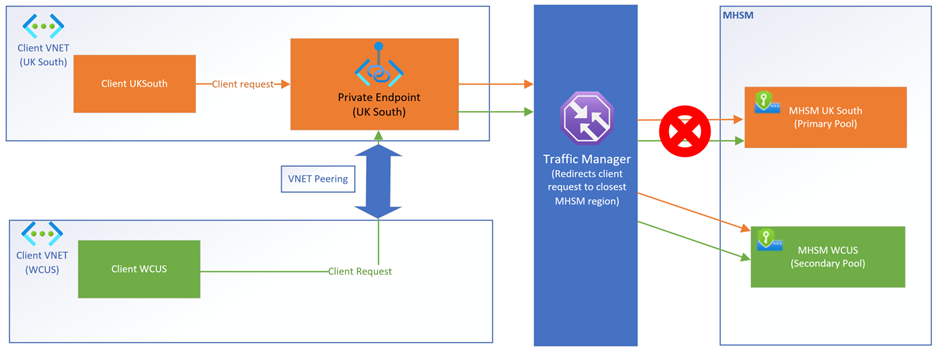 Client VNET
(UK South)
Client UKSouth
Client request
Private Endpoint
(UK South)
VNET Peering
Client VNET
(WCUS)
Client WCUS
Client Request
Traffic Manager
(Redirects client
request to closest
MHSM region)
MHSM
MHSM UK South
(Primary Pool)
MHSM WCUS
(Secondary Pool)